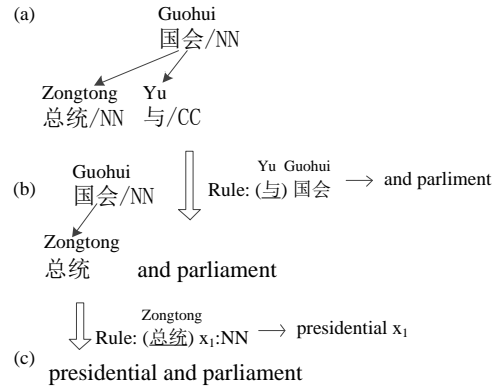 (a)
Guohui
国会/NN
Zongtong Yu
总统/NN 与/CC
Yu Guohui
Rule: (与) 国会 → and parliment
(b)
Guohui
国会/NN
Zongtong
总统 and parliament
Zongtong
Rule: (总统) x₁:NN → presidential x₁
(c)
presidential and parliament